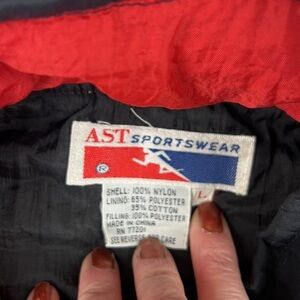 AST SPORTSWEAR
®
L
SHELL: 100% NYLON
LINING: 65% POLYESTER
35% COTTON
FILLING: 100% POLYESTER
MADE IN CHINA
RN 77201
SEE REVERS FOR CARE